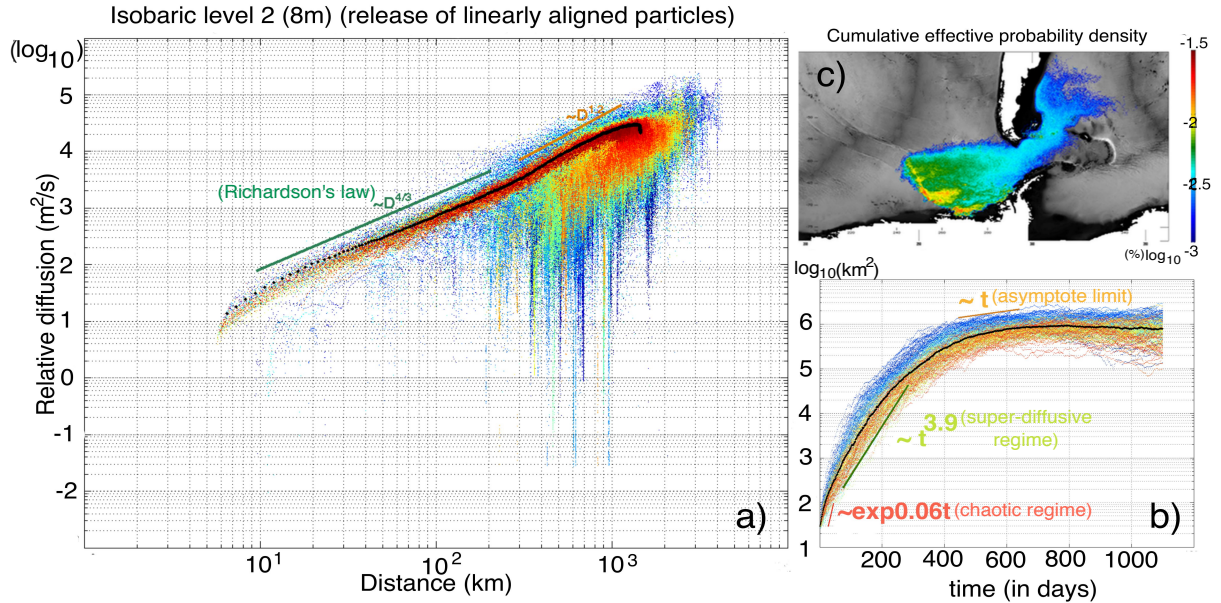 Isobaric level 2 (8m) (release of linearly aligned particles)
(log10)
Relative diffusion (m²/s)
5
4
3
2
1
0
-1
-2
(Richardson's law)
~D^4/3
a)
10¹
10²
10³
Distance (km)
Cumulative effective probability density
c)
-1.5
-2
-2.5
-3
(%) log10
log10(km²)
6
5
4
3
2
1
~ t (asymptote limit)
~ t^3.9 (super-diffusive
regime)
~exp0.06t (chaotic regime)
b)
200
400
600
800
1000
time (in days)